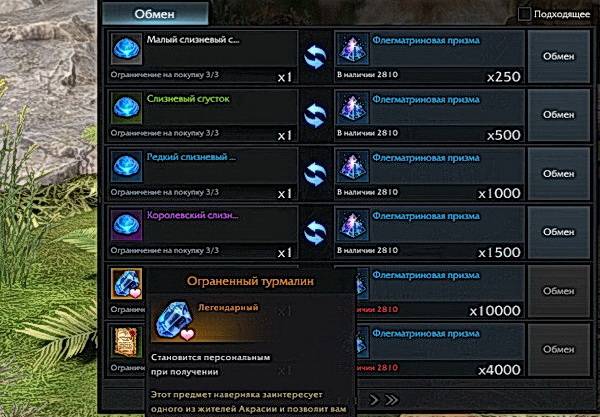 Обмен
Подходящее
Малый слизневый с...
Ограничение на покупку 3/3
x1
Флегматриновая призма
В наличии 2810
x250
Обмен
Слизневый сгусток
Ограничение на покупку 3/3
x1
Флегматриновая призма
В наличии 2810
x500
Обмен
Редкий слизневый ...
Ограничение на покупку 3/3
x1
Флегматриновая призма
В наличии 2810
x1000
Обмен
Королевский слизн...
Ограничение на покупку 3/3
x1
Флегматриновая призма
В наличии 2810
x1500
Обмен
Ограненный турмалин
Легендарный
Становится персональным
при получении
Этот предмет наверняка заинтересует
одного из жителей Акрасии и позволит вам
Огранич
x1
Флегматриновая призма
2810
x10000
Обмен
Огранич
x1
Флегматриновая призма
2810
x4000
Обмен